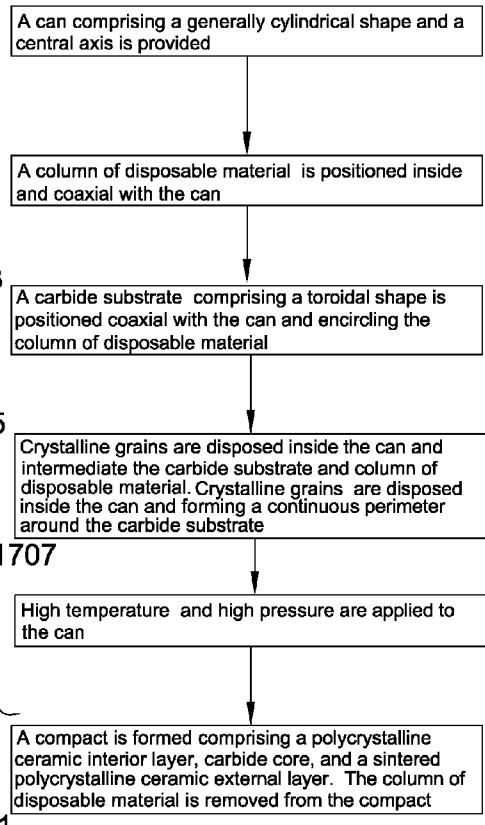 A can comprising a generally cylindrical shape and a
central axis is provided
A column of disposable material is positioned inside
and coaxial with the can
A carbide substrate comprising a toroidal shape is
positioned coaxial with the can and encircling the
column of disposable material
Crystalline grains are disposed inside the can and
intermediate the carbide substrate and column of
disposable material. Crystalline grains are disposed
inside the can and forming a continuous perimeter
around the carbide substrate
1707
High temperature and high pressure are applied to
the can
A compact is formed comprising a polycrystalline
ceramic interior layer, carbide core, and a sintered
polycrystalline ceramic external layer. The column of
disposable material is removed from the compact